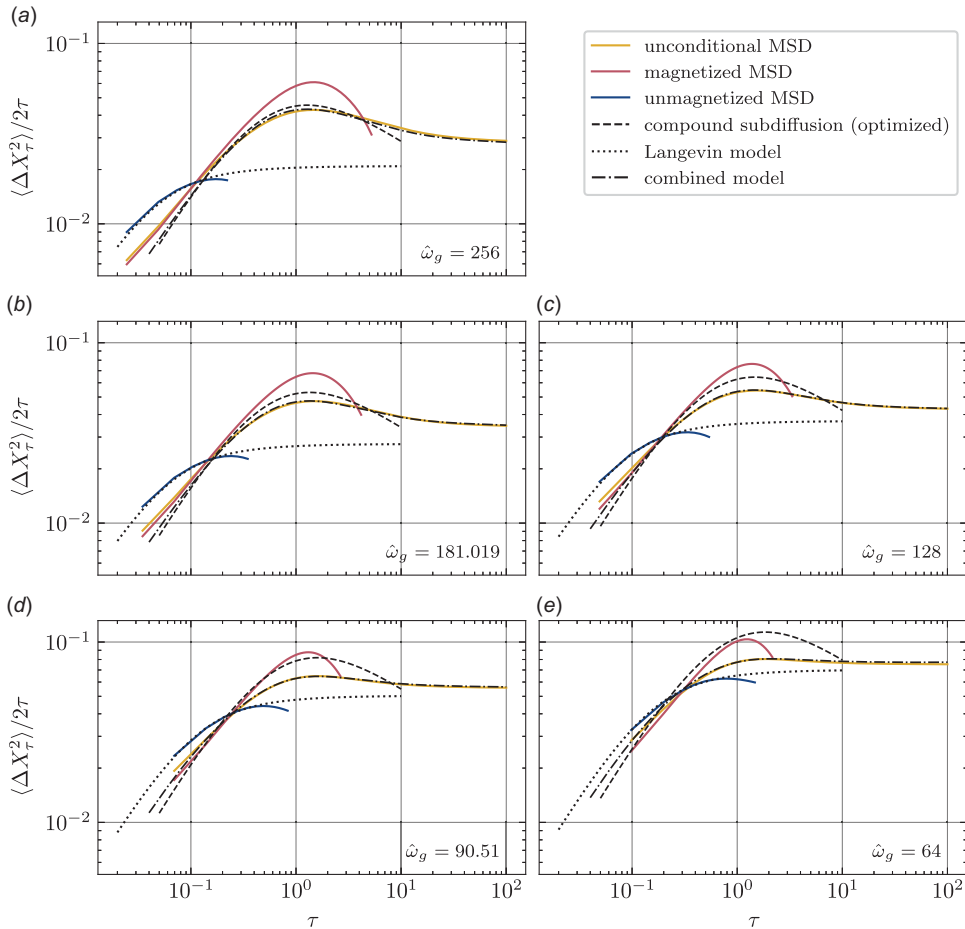 (a)
10^{-1}
10^{-2}
⟨ΔX_τ^2⟩/2τ
ω̂_g = 256
unconditional MSD
magnetized MSD
unmagnetized MSD
compound subdiffusion (optimized)
Langevin model
combined model
(b)
10^{-1}
10^{-2}
⟨ΔX_τ^2⟩/2τ
ω̂_g = 181.019
(c)
ω̂_g = 128
(d)
10^{-1}
10^{-2}
⟨ΔX_τ^2⟩/2τ
ω̂_g = 90.51
10^{-1} 10^0 10^1 10^2
τ
(e)
ω̂_g = 64
10^{-1} 10^0 10^1 10^2
τ